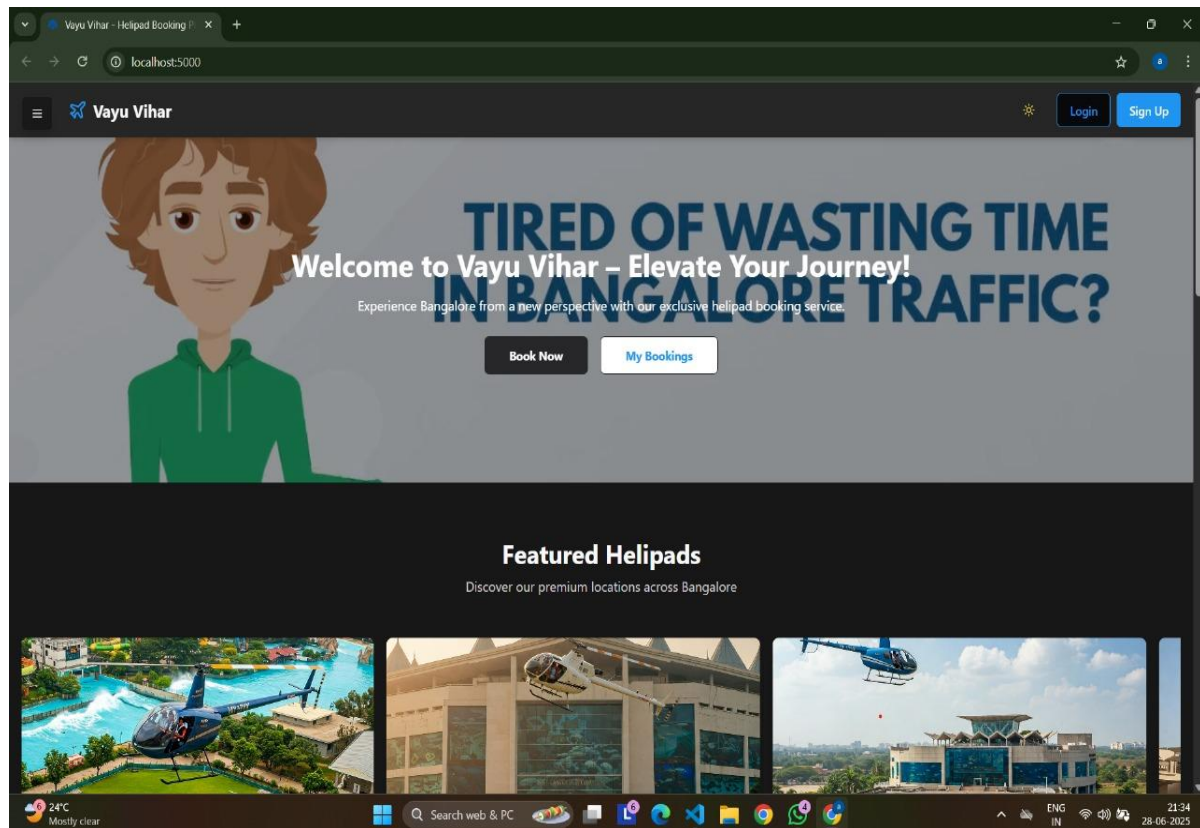 Vayu Vihar - Helipad Booking P
localhost:5000
a
Vayu Vihar
Login
Sign Up
TIRED OF WASTING TIME
IN BANGALORE TRAFFIC?
Welcome to Vayu Vihar – Elevate Your Journey!
Experience Bangalore from a new perspective with our exclusive helipad booking service.
Book Now
My Bookings
Featured Helipads
Discover our premium locations across Bangalore
6
24°C
Mostly clear
Search web & PC
L
6
4
ENG
IN
21:34
28-06-2025